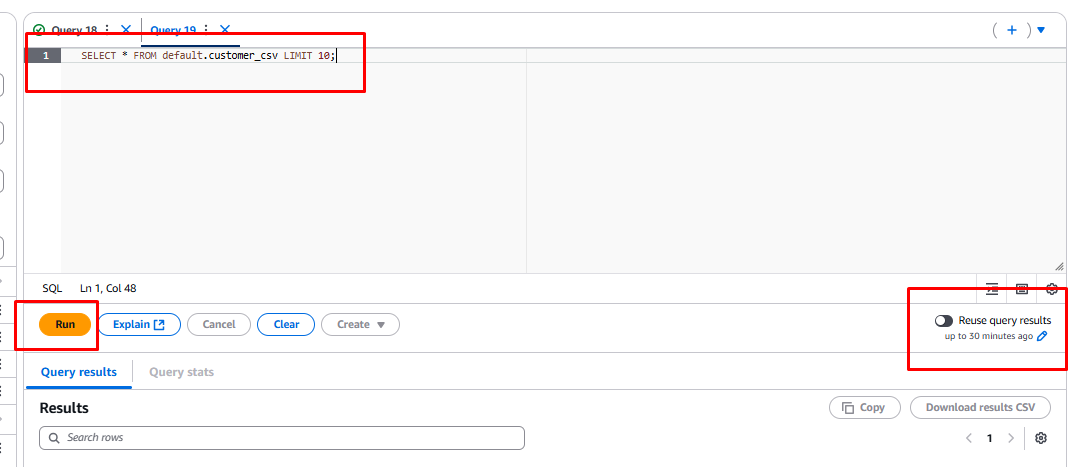 Query 18
Query 19
1 SELECT * FROM default.customer_csv LIMIT 10;
SQL Ln 1, Col 48
Run Explain Cancel Clear Create
Reuse query results
up to 30 minutes ago
Query results Query stats
Results
Copy Download results CSV
Search rows
1